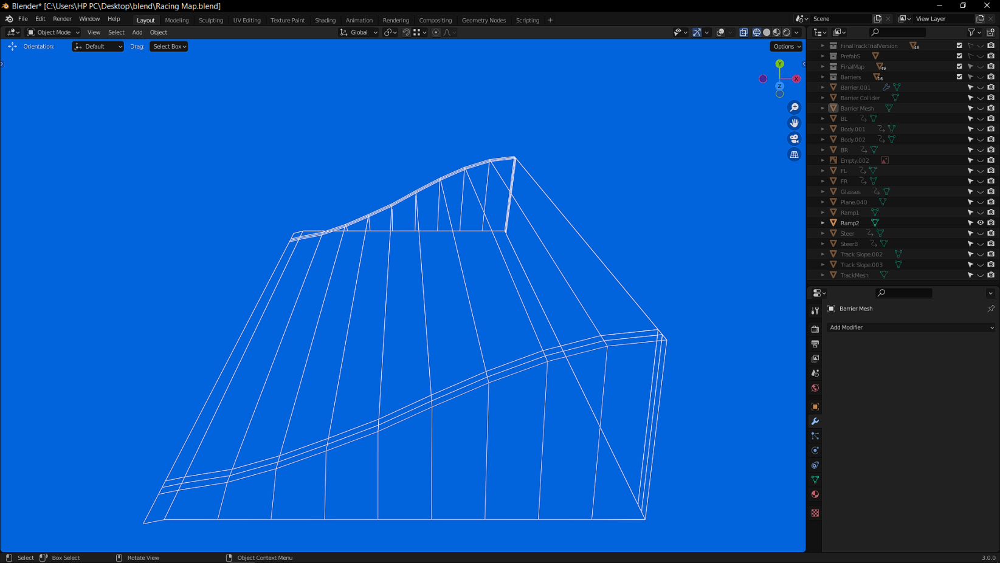 Blender* [C:\Users\HP PC\Desktop\blend\Racing Map.blend]
File Edit Render Window Help Layout Modeling Sculpting UV Editing Texture Paint Shading Animation Rendering Compositing Geometry Nodes Scripting + Scene View Layer
Object Mode View Select Add Object Global
Orientation: Default Drag: Select Box Options
Y
X
Z
FinalTrackTrialVersion 48
PrefabS
FinalMap 49
Barriers 16
Barrier.001
Barrier Collider
Barrier Mesh
BL
Body.001
Body.002
BR
Empty.002
FL
FR
Glasses
Plane.040
Ramp1
Ramp2
Steer
SteerB
Track Slope.002
Track Slope.003
TrackMesh
Barrier Mesh
Add Modifier
Select Box Select Rotate View Object Context Menu 3.0.0